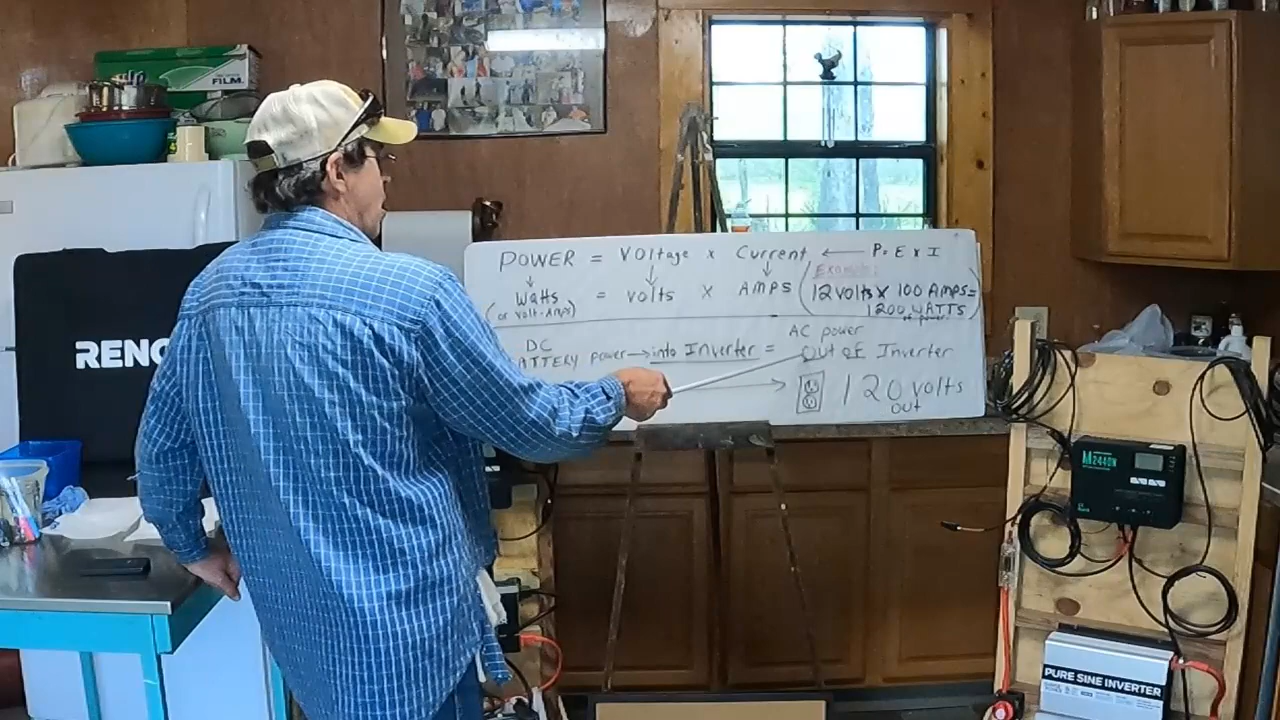 FILM
RENO
POWER = Voltage x Current ← P = E x I
Example:
Watts = volts x AMPS
12 volts x 100 AMPS =
(or volt-Amps)
1200 WATTS
of power
AC power
DC
ATTERY power → into Inverter = Out of Inverter
120 volts
Out
M2440N
PURE SINE INVERTER